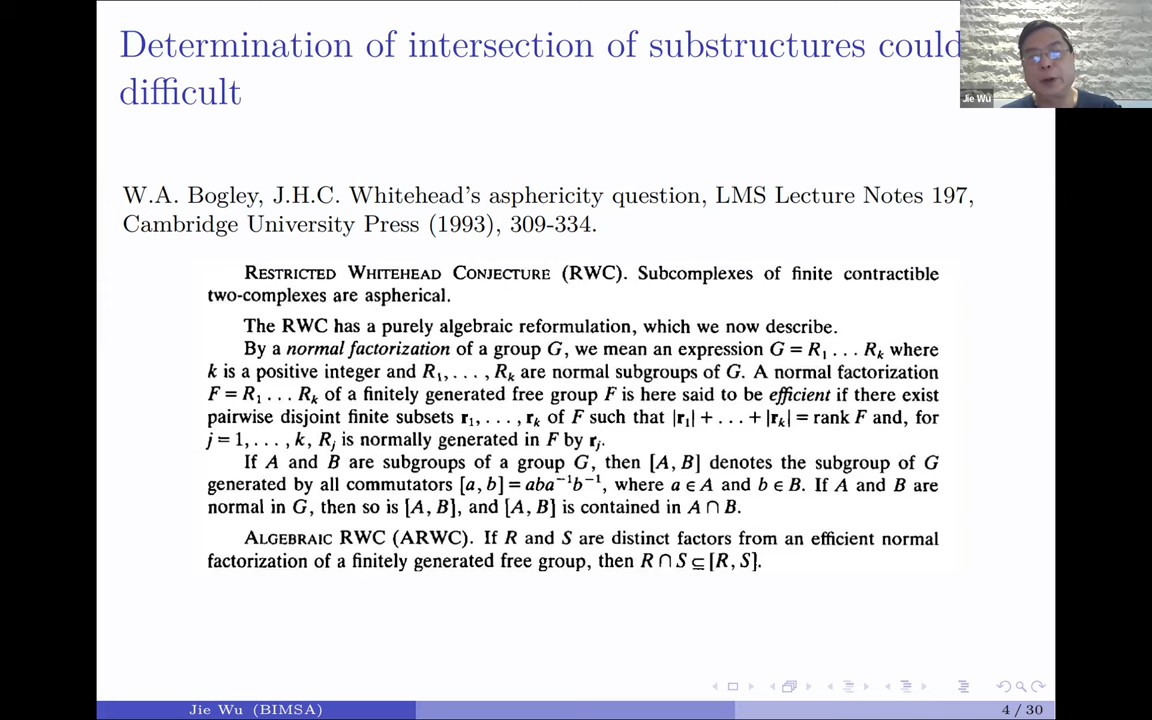 Determination of intersection of substructures could
difficult
Jie Wu
W.A. Bogley, J.H.C. Whitehead's asphericity question, LMS Lecture Notes 197,
Cambridge University Press (1993), 309-334.
RESTRICTED WHITEHEAD CONJECTURE (RWC). Subcomplexes of finite contractible
two-complexes are aspherical.
The RWC has a purely algebraic reformulation, which we now describe.
By a normal factorization of a group G, we mean an expression G = R₁ . . . Rₖ where
k is a positive integer and R₁, . . . , Rₖ are normal subgroups of G. A normal factorization
F = R₁ . . . Rₖ of a finitely generated free group F is here said to be efficient if there exist
pairwise disjoint finite subsets r₁, . . . , rₖ of F such that |r₁| + . . . + |rₖ| = rank F and, for
j = 1, . . . , k, Rⱼ is normally generated in F by rⱼ.
If A and B are subgroups of a group G, then [A, B] denotes the subgroup of G
generated by all commutators [a, b] = aba⁻¹b⁻¹, where a ∈ A and b ∈ B. If A and B are
normal in G, then so is [A, B], and [A, B] is contained in A ∩ B.
ALGEBRAIC RWC (ARWC). If R and S are distinct factors from an efficient normal
factorization of a finitely generated free group, then R ∩ S ⊆ [R, S].
Jie Wu (BIMSA)
4 / 30